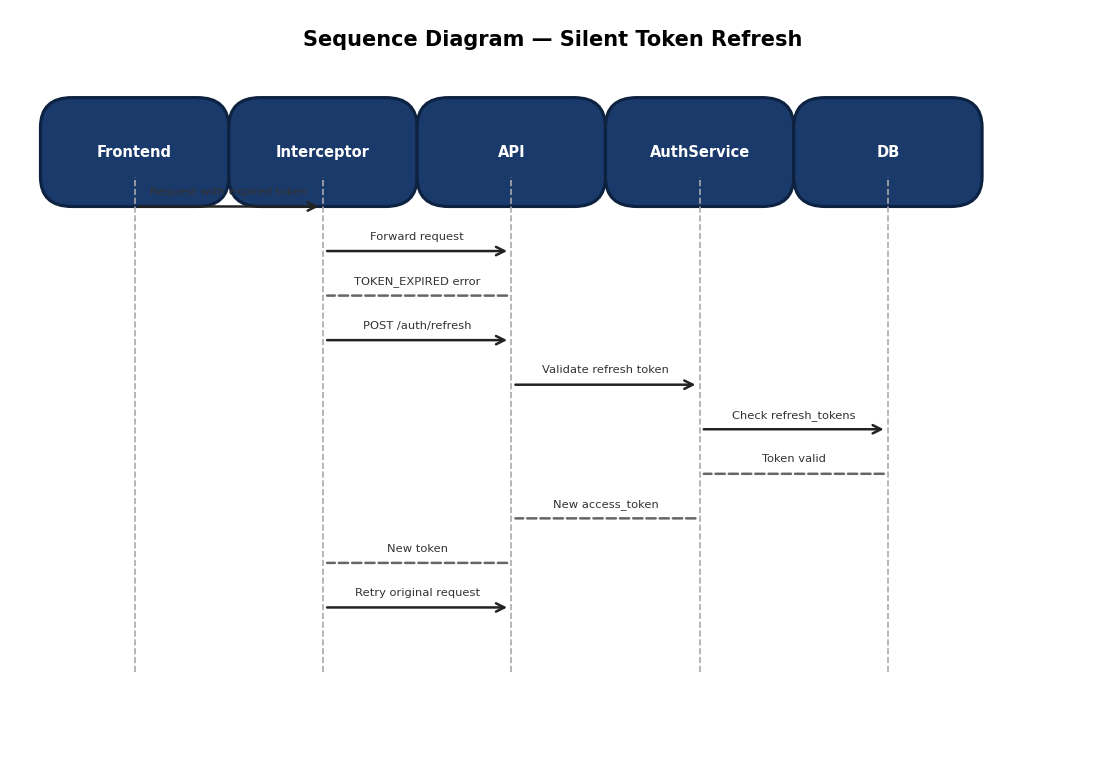 Sequence Diagram — Silent Token Refresh
Frontend
Interceptor
API
AuthService
DB
Forward request
TOKEN_EXPIRED error
POST /auth/refresh
Validate refresh token
Check refresh_tokens
Token valid
New access_token
New token
Retry original request